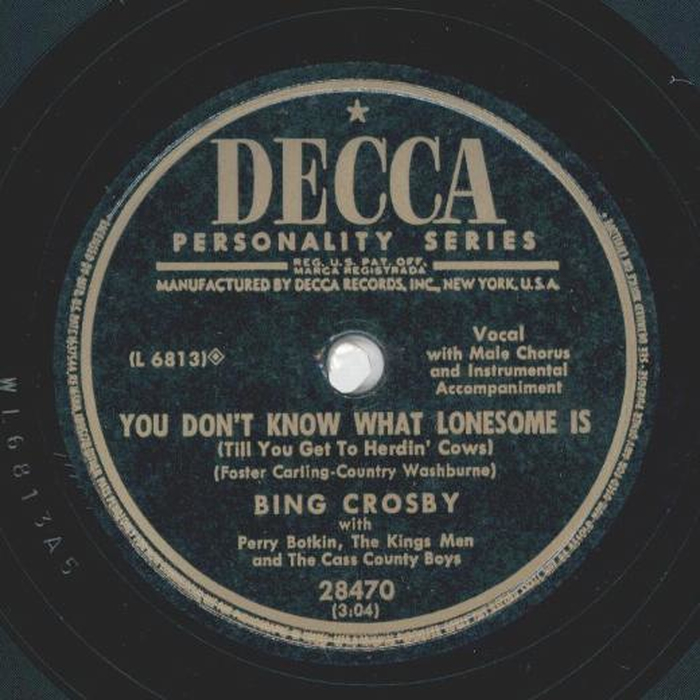 DECCA
PERSONALITY SERIES
REG. U.S. PAT. OFF.
MARCA REGISTRADA
MANUFACTURED BY DECCA RECORDS, INC., NEW YORK, U.S.A.
(L 6813)
Vocal
with Male Chorus
and Instrumental
Accompaniment
YOU DON'T KNOW WHAT LONESOME IS
(Till You Get To Herdin' Cows)
(Foster Carling-Country Washburne)
BING CROSBY
with
Perry Botkin, The Kings Men
and The Cass County Boys
28470
(3:04)
W L 6813 A 5